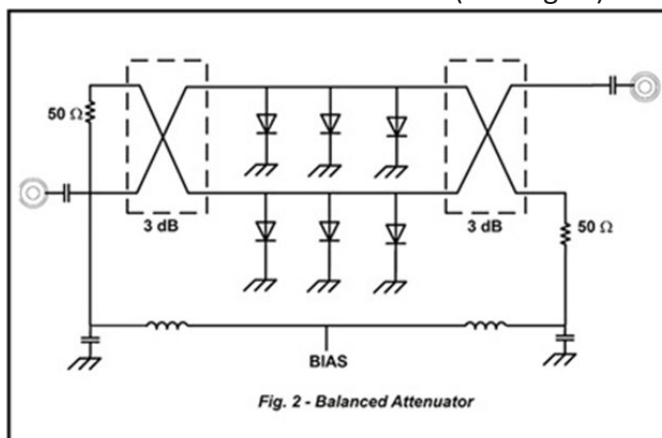 50 Ω
3 dB
3 dB
50 Ω
BIAS
Fig. 2 - Balanced Attenuator